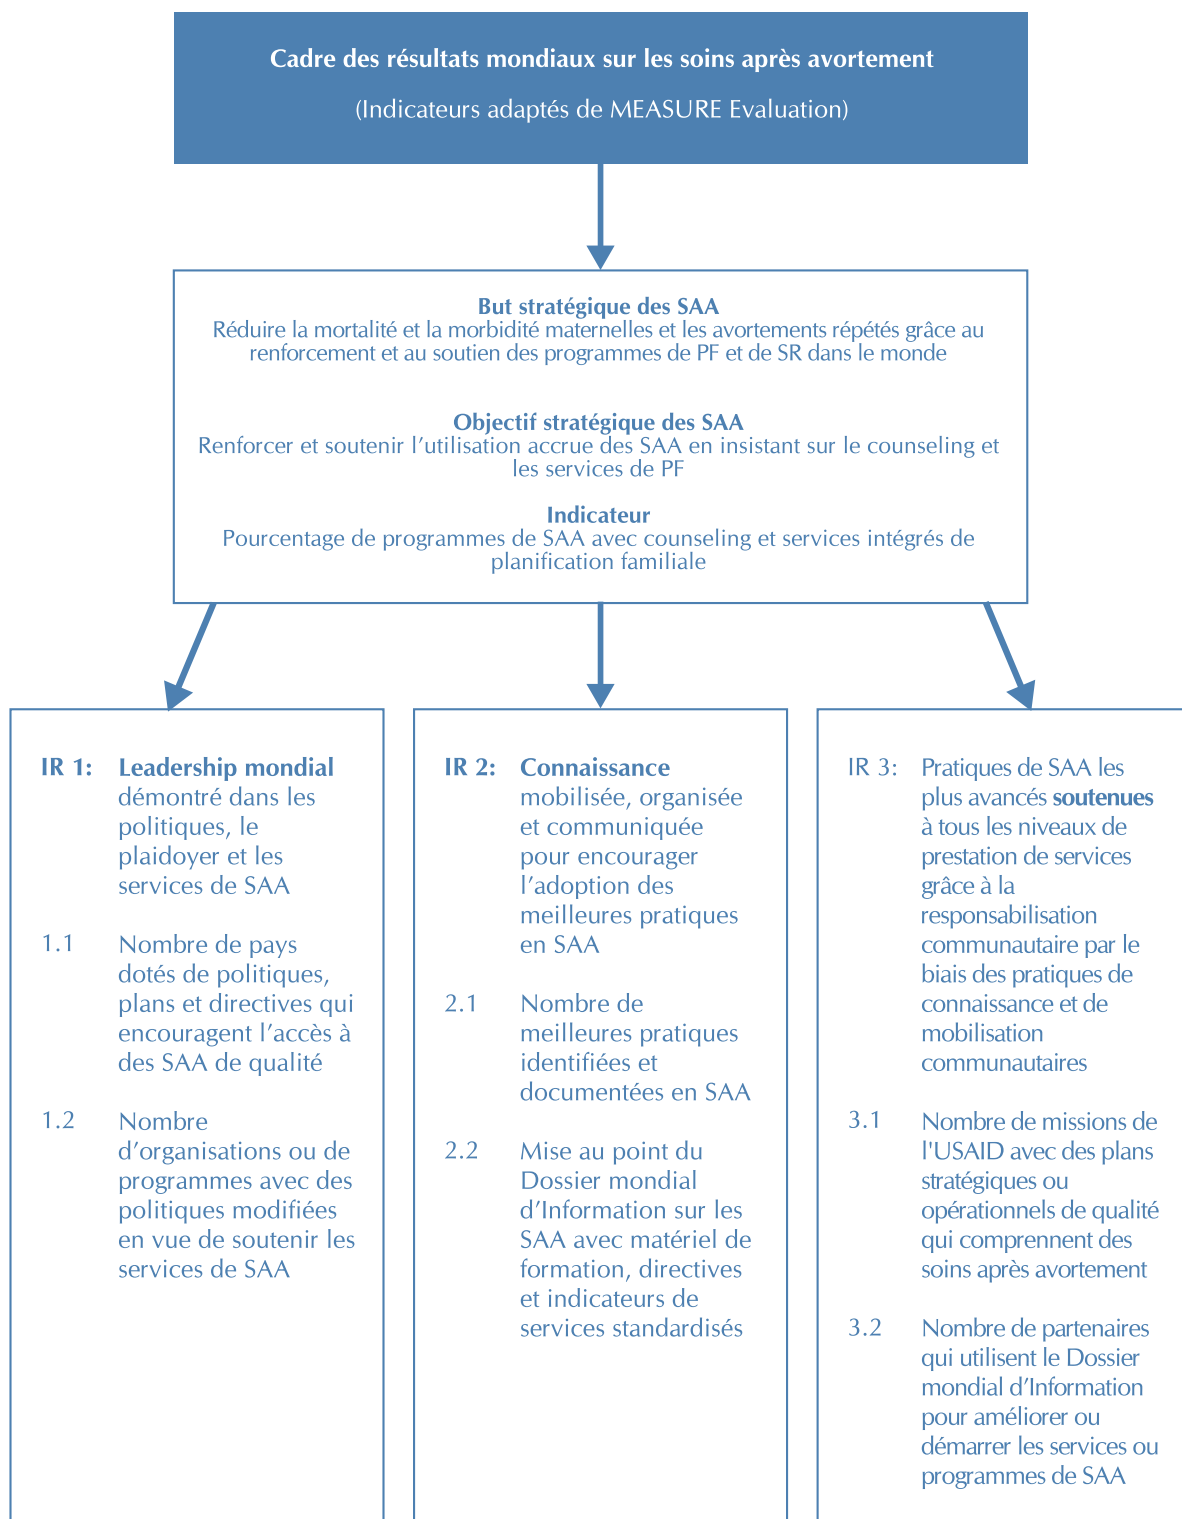 Cadre des résultats mondiaux sur les soins après avortement
(Indicateurs adaptés de MEASURE Evaluation)
But stratégique des SAA
Réduire la mortalité et la morbidité maternelles et les avortements répétés grâce au
renforcement et au soutien des programmes de PF et de SR dans le monde
Objectif stratégique des SAA
Renforcer et soutenir l’utilisation accrue des SAA en insistant sur le counseling et
les services de PF
Indicateur
Pourcentage de programmes de SAA avec counseling et services intégrés de
planification familiale
IR 1: Leadership mondial
démontré dans les
politiques, le
plaidoyer et les
services de SAA
1.1 Nombre de pays
dotés de politiques,
plans et directives qui
encouragent l’accès à
des SAA de qualité
1.2 Nombre
d’organisations ou de
programmes avec des
politiques modifiées
en vue de soutenir les
services de SAA
IR 2: Connaissance
mobilisée, organisée
et communiquée
pour encourager
l’adoption des
meilleures pratiques
en SAA
2.1 Nombre de
meilleures pratiques
identifiées et
documentées en SAA
2.2 Mise au point du
Dossier mondial
d’Information sur les
SAA avec matériel de
formation, directives
et indicateurs de
services standardisés
IR 3: Pratiques de SAA les
plus avancés soutenues
à tous les niveaux de
prestation de services
grâce à la
responsabilisation
communautaire par le
biais des pratiques de
connaissance et de
mobilisation
communautaires
3.1 Nombre de missions de
l'USAID avec des plans
stratégiques ou
opérationnels de qualité
qui comprennent des
soins après avortement
3.2 Nombre de partenaires
qui utilisent le Dossier
mondial d’Information
pour améliorer ou
démarrer les services ou
programmes de SAA